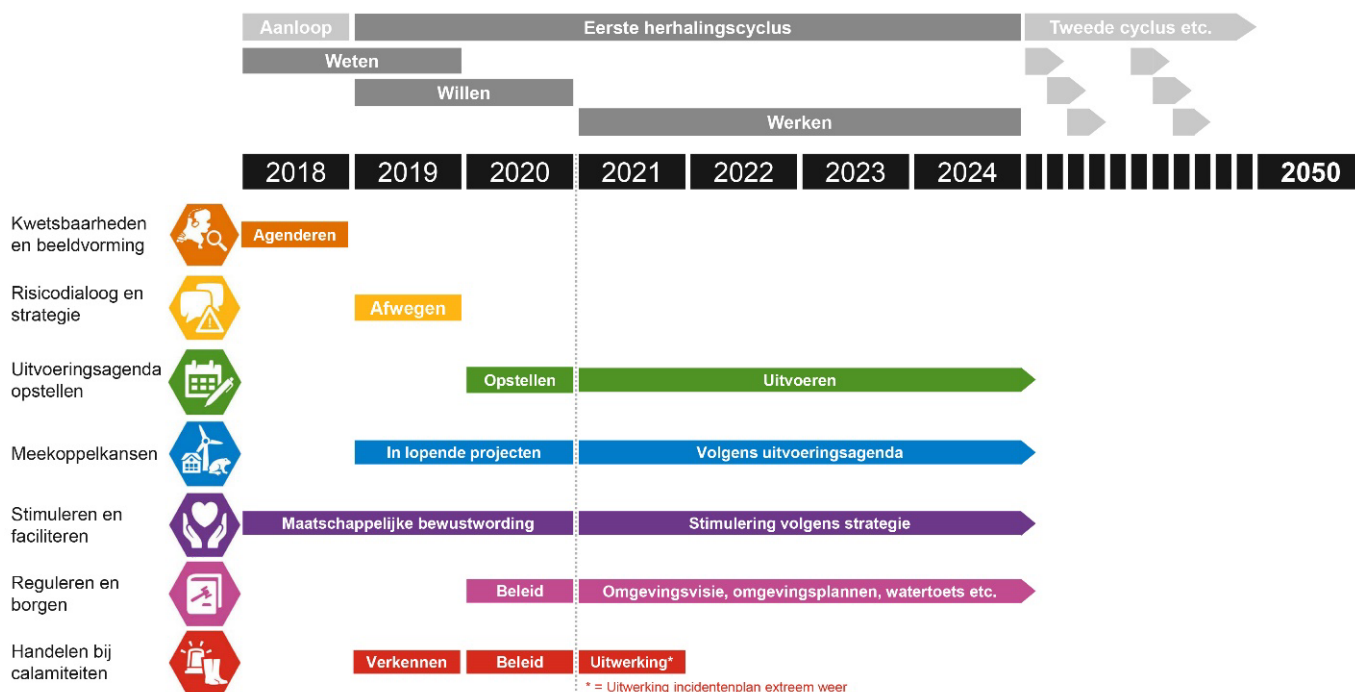 Aanloop Eerste herhalingscyclus Tweede cyclus etc.
Weten
Willen
Werken
2018 2019 2020 2021 2022 2023 2024 2050
Kwetsbaarheden
en beeldvorming
Agenderen
Risicodialoog en
strategie
Afwegen
Uitvoeringsagenda
opstellen
Opstellen Uitvoeren
Meekoppelkansen
In lopende projecten Volgens uitvoeringsagenda
Stimuleren en
faciliteren
Maatschappelijke bewustwording Stimulering volgens strategie
Reguleren en
borgen
Beleid Omgevingsvisie, omgevingsplannen, watertoets etc.
Handelen bij
calamiteiten
Verkennen Beleid Uitwerking*
* = Uitwerking incidentenplan extreem weer